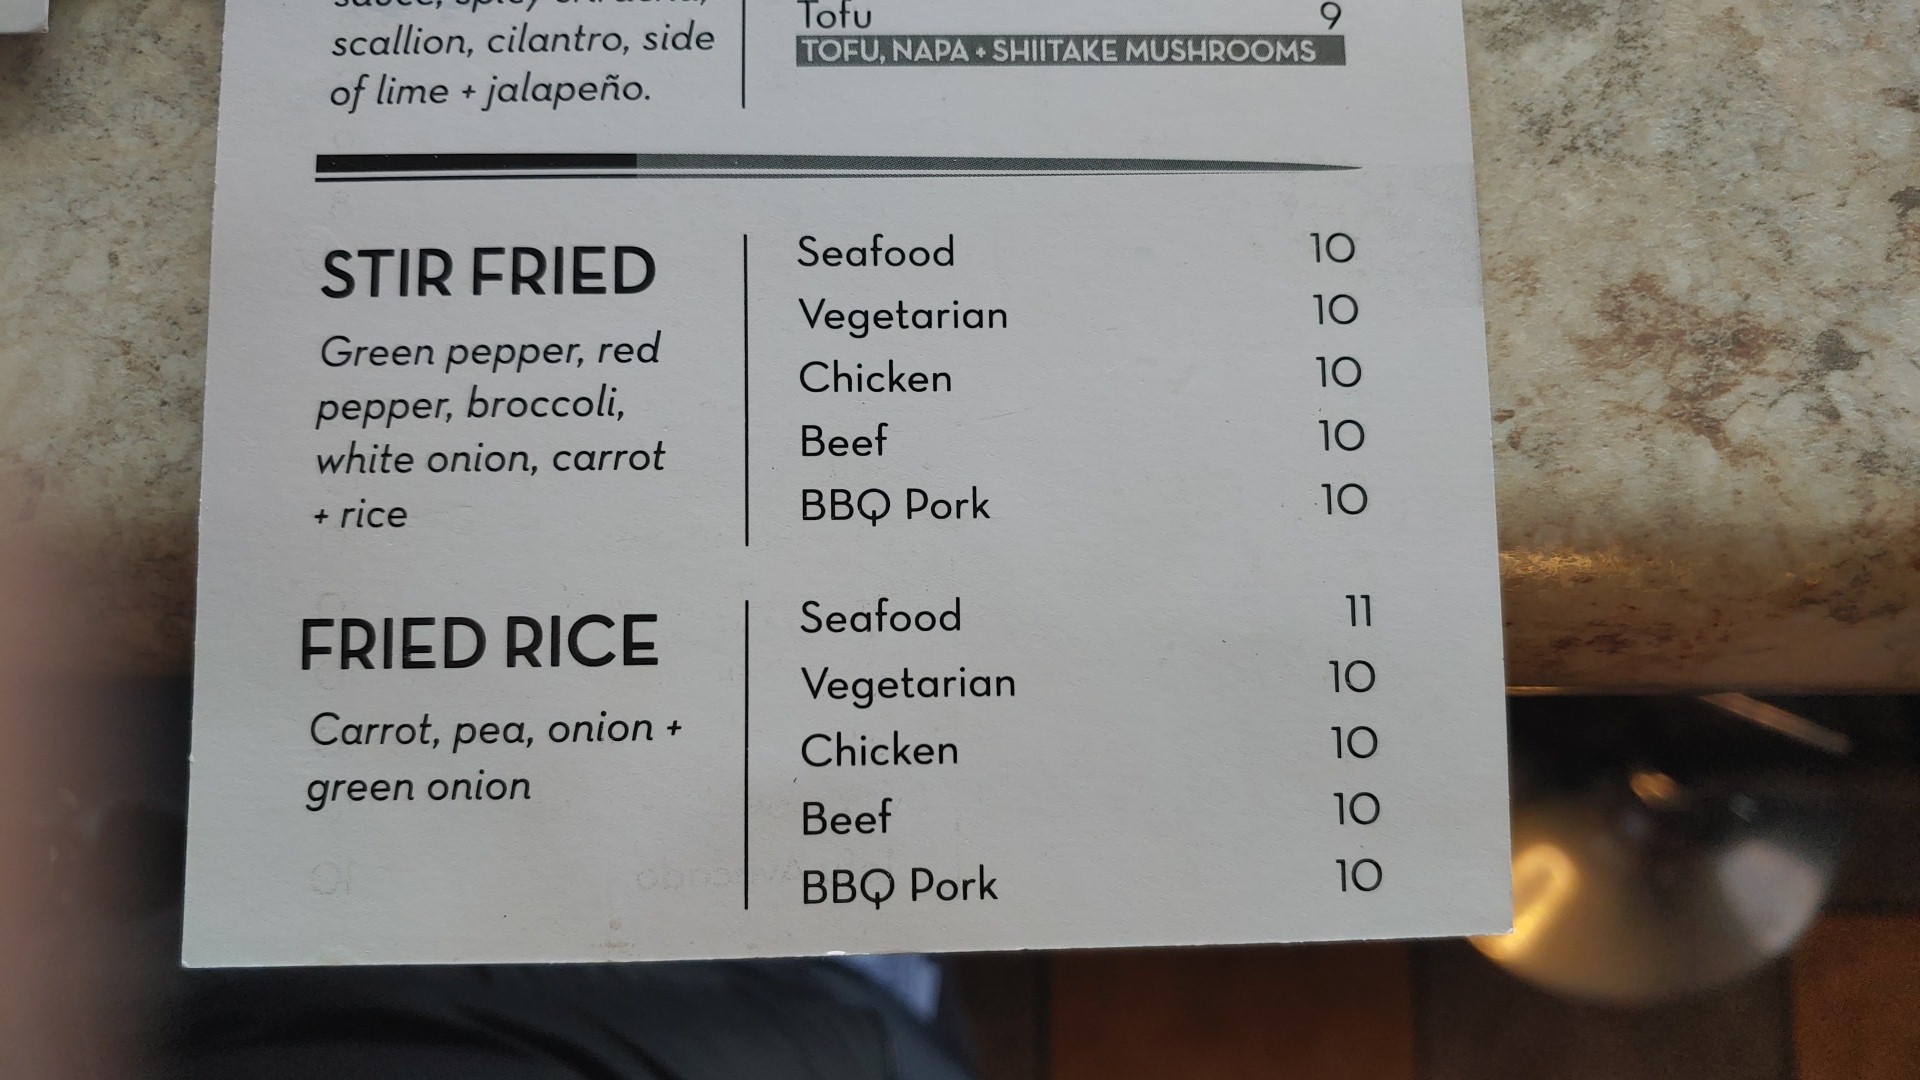 scallion, cilantro, side
of lime + jalapeño.
Tofu 9
TOFU, NAPA + SHIITAKE MUSHROOMS
STIR FRIED
Green pepper, red
pepper, broccoli,
white onion, carrot
+ rice
Seafood 10
Vegetarian 10
Chicken 10
Beef 10
BBQ Pork 10
FRIED RICE
Carrot, pea, onion +
green onion
Seafood 11
Vegetarian 10
Chicken 10
Beef 10
BBQ Pork 10